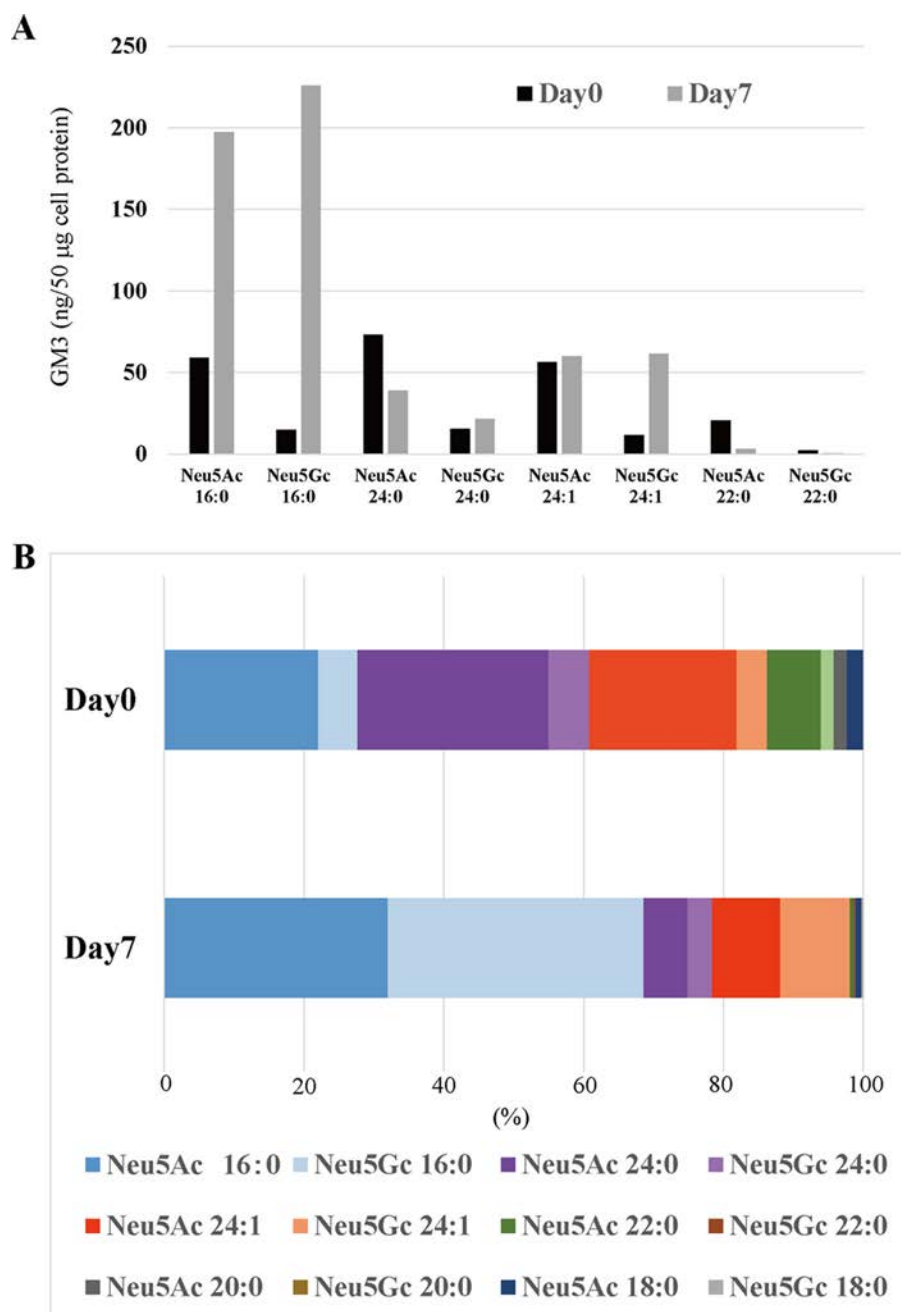 A
250
200
150
100
50
0
GM3 (ng/50 µg cell protein)
Day0 Day7
Neu5Ac Neu5Gc Neu5Ac Neu5Gc Neu5Ac Neu5Gc Neu5Ac Neu5Gc
16:0 16:0 24:0 24:0 24:1 24:1 22:0 22:0
B
Day0
Day7
0 20 40 60 80 100
(%)
Neu5Ac 16:0 Neu5Gc 16:0 Neu5Ac 24:0 Neu5Gc 24:0
Neu5Ac 24:1 Neu5Gc 24:1 Neu5Ac 22:0 Neu5Gc 22:0
Neu5Ac 20:0 Neu5Gc 20:0 Neu5Ac 18:0 Neu5Gc 18:0